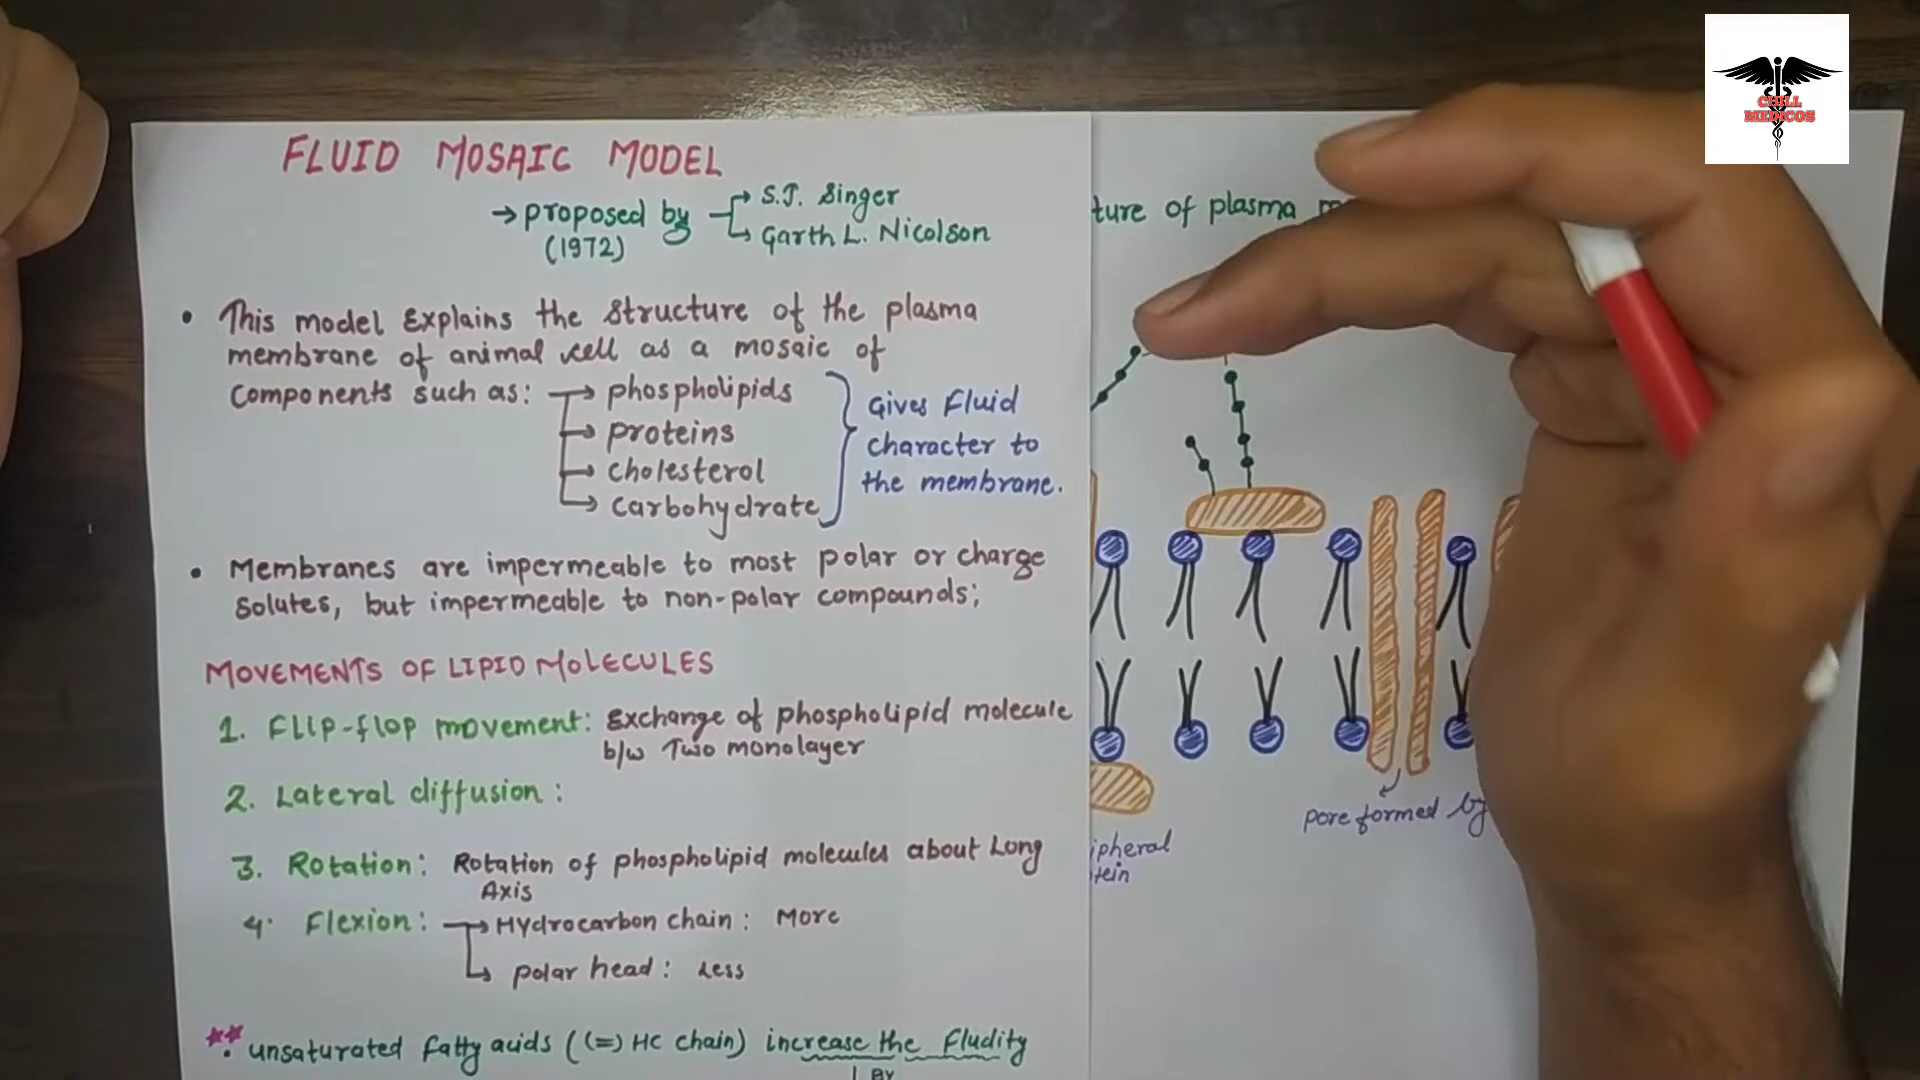 FLUID MOSAIC MODEL
→ proposed by → S.J. Singer
(1972) → Garth L. Nicolson
• This model Explains the structure of the plasma
membrane of animal cell as a mosaic of
components such as: → phospholipids
→ proteins
→ cholesterol
→ carbohydrate
Gives Fluid
character to
the membrane.
• Membranes are impermeable to most polar or charge
solutes, but impermeable to non-polar compounds;
MOVEMENTS OF LIPID MOLECULES
1. Flip-flop movement: Exchange of phospholipid molecule
b/w Two monolayer
2. Lateral diffusion:
3. Rotation: Rotation of phospholipid molecules about Long
Axis
4. Flexion: → Hydrocarbon chain: More
→ polar head: Less
** • unsaturated fatty acids ((=) HC chain) increase the Fludity
By
ture of plasma
pore formed by
ipheral
tein
CHILL
MEDICOS